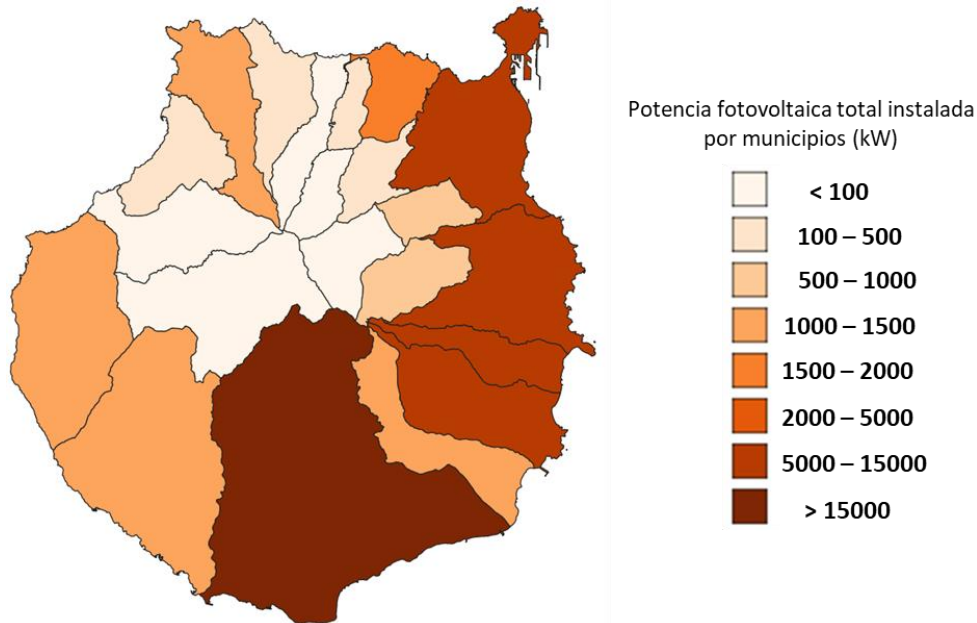 Potencia fotovoltaica total instalada
por municipios (kW)
< 100
100 – 500
500 – 1000
1000 – 1500
1500 – 2000
2000 – 5000
5000 – 15000
> 15000